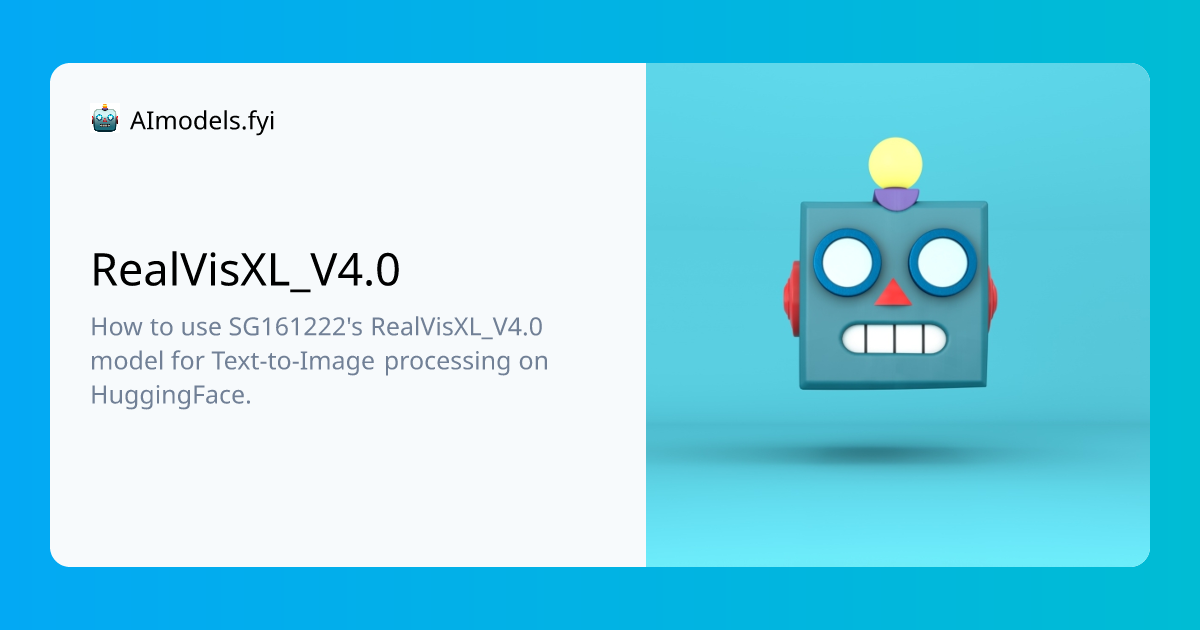 AImodels.fyi
RealVisXL_V4.0
How to use SG161222's RealVisXL_V4.0
model for Text-to-Image processing on
HuggingFace.